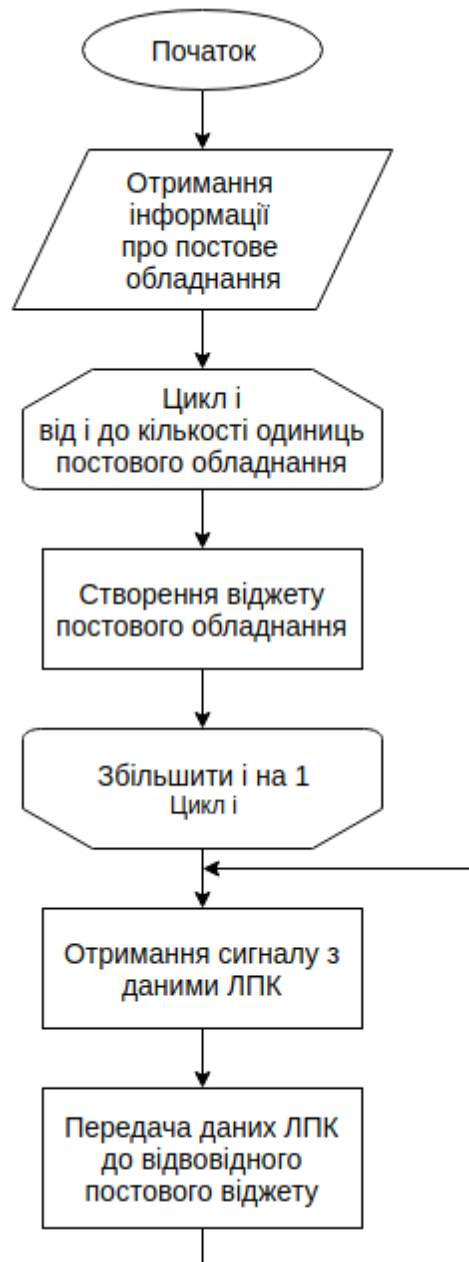 Початок
Отримання
інформації
про постове
обладнання
Цикл і
від і до кількості одиниць
постового обладнання
Створення віджету
постового обладнання
Збільшити і на 1
Цикл і
Отримання сигналу з
даними ЛПК
Передача даних ЛПК
до відвовідного
постового віджету